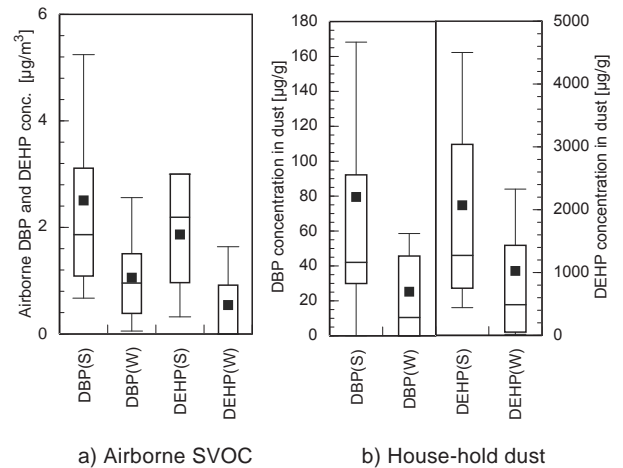 6
4
2
0
Airborne DBP and DEHP conc. [µg/m³]
DBP(S)
DBP(W)
DEHP(S)
DEHP(W)
a) Airborne SVOC
180
160
140
120
100
80
60
40
20
0
DBP concentration in dust [µg/g]
5000
4000
3000
2000
1000
0
DEHP concentration in dust [µg/g]
DBP(S)
DBP(W)
DEHP(S)
DEHP(W)
b) House-hold dust